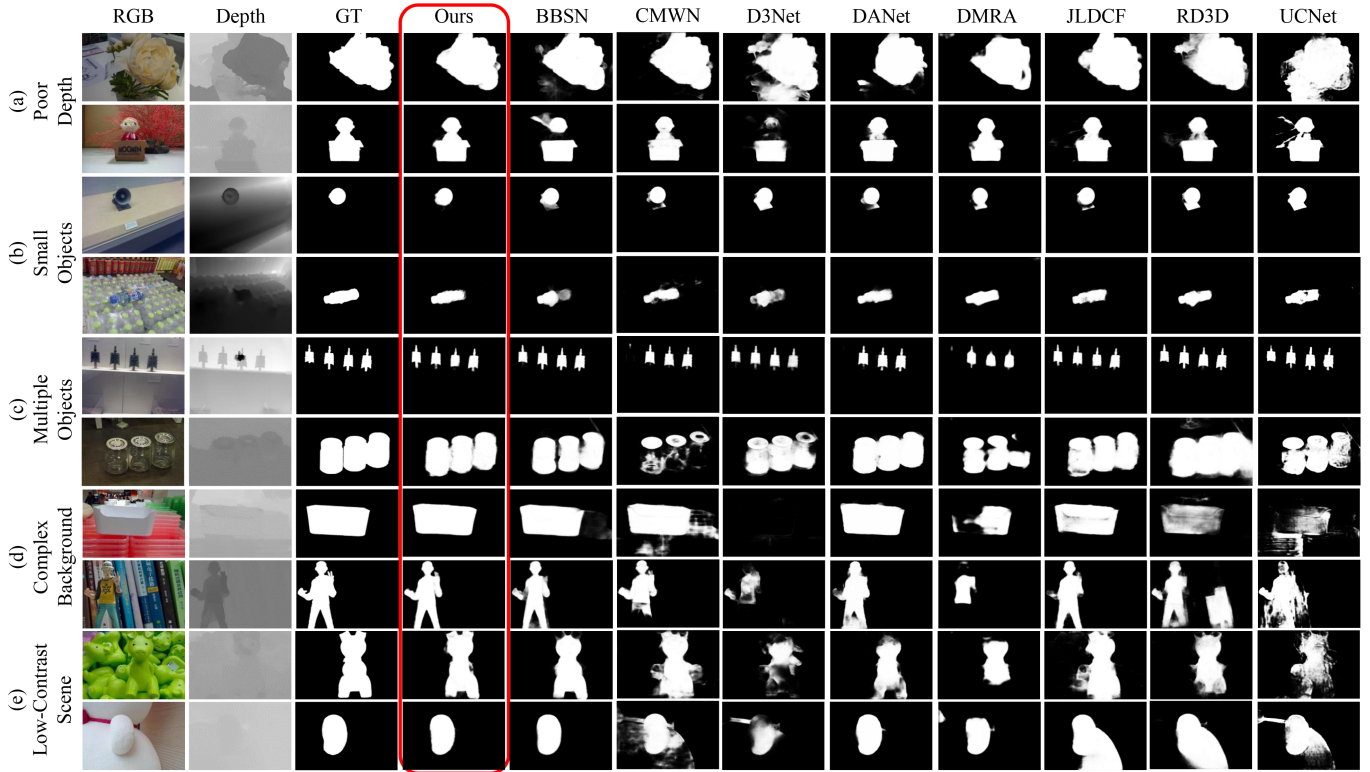 RGB Depth GT Ours BBSN CMWN D3Net DANet DMRA JLDCF RD3D UCNet
(a)
Poor
Depth
(b)
Small
Objects
(c)
Multiple
Objects
(d)
Complex
Background
(e)
Low-Contrast
Scene